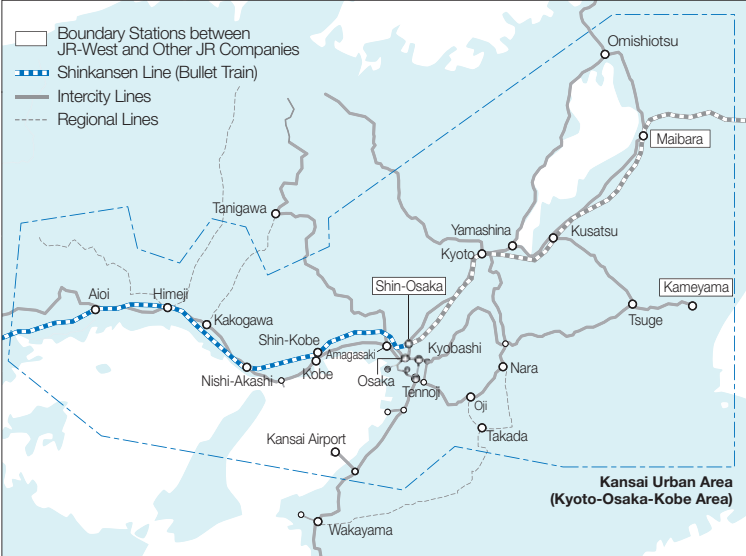 Boundary Stations between
JR-West and Other JR Companies
Shinkansen Line (Bullet Train)
Intercity Lines
Regional Lines
Omishiotsu
Maibara
Tanigawa
Yamashina
Kusatsu
Kyoto
Shin-Osaka
Kameyama
Aioi
Himeji
Tsuge
Kakogawa
Shin-Kobe
Amagasaki
Kyobashi
Nishi-Akashi
Kobe
Osaka
Nara
Tennoji
Oji
Takada
Kansai Airport
Kansai Urban Area
(Kyoto-Osaka-Kobe Area)
Wakayama